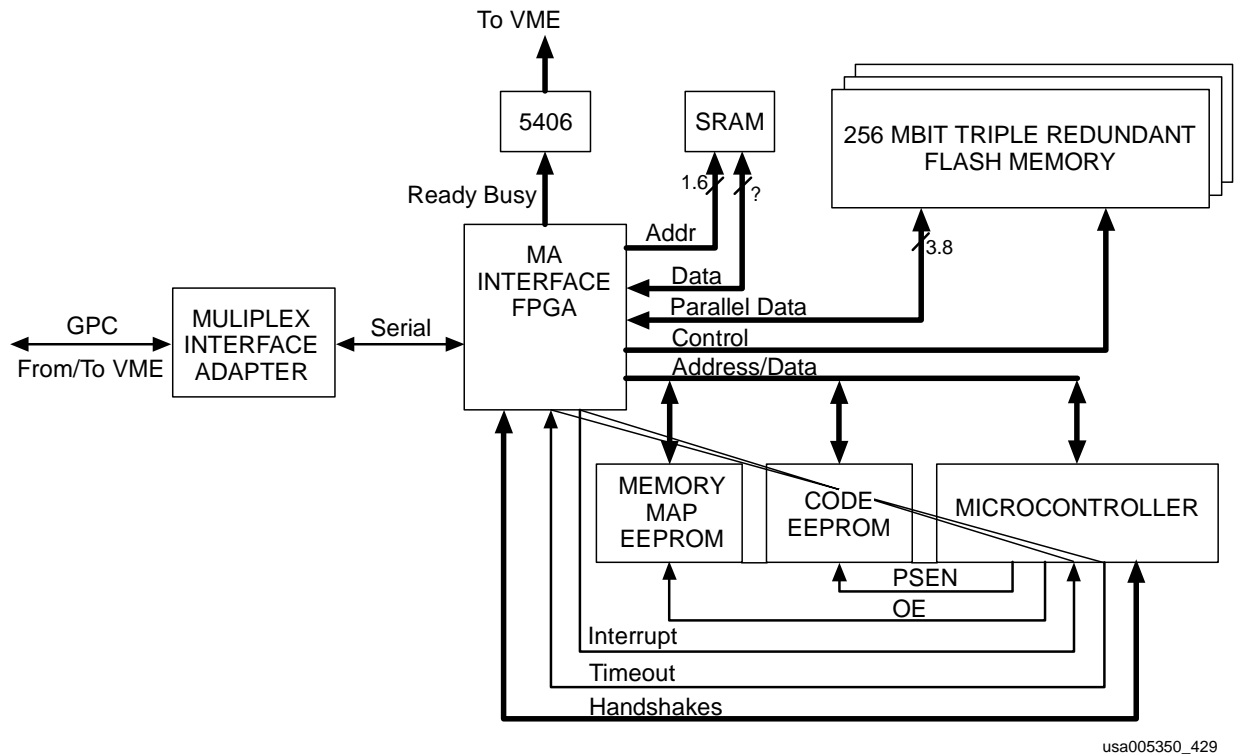 To VME
5406
SRAM
256 MBIT TRIPLE REDUNDANT
FLASH MEMORY
Ready Busy
1.6
?
3.8
MA
INTERFACE
FPGA
Addr
Data
Parallel Data
Control
Address/Data
GPC
From/To VME
MULIPLEX
INTERFACE
ADAPTER
Serial
MEMORY
MAP
EEPROM
CODE
EEPROM
MICROCONTROLLER
PSEN
OE
Interrupt
Timeout
Handshakes
usa005350_429